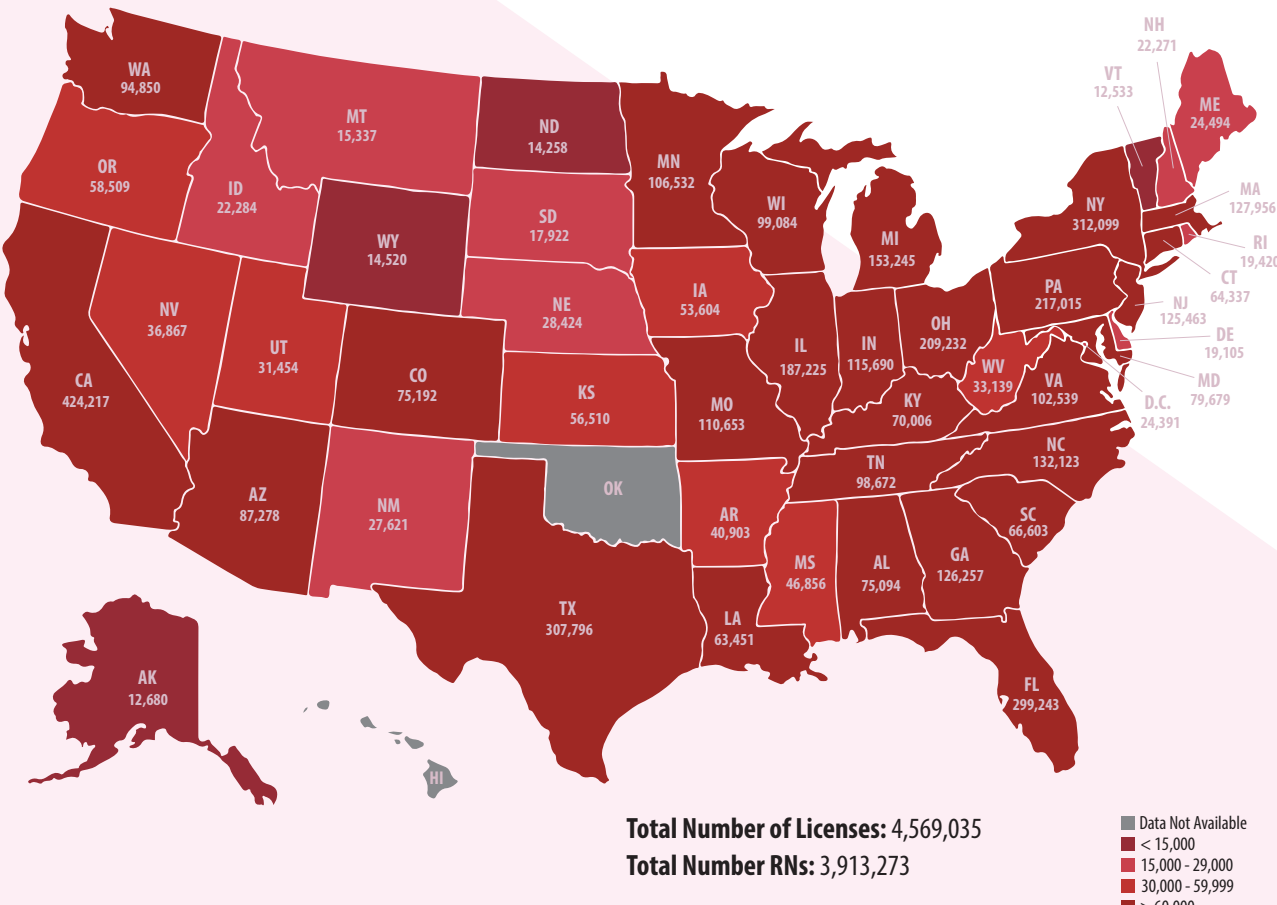 NH
22,271
VT
12,533
WA
94,850
ME
24,494
MT
15,337
ND
14,258
MN
106,532
OR
58,509
ID
22,284
SD
17,922
WI
99,084
NY
312,099
MA
127,956
WY
14,520
MI
153,245
RI
19,420
CT
64,337
NV
36,867
NE
28,424
IA
53,604
PA
217,015
NJ
125,463
UT
31,454
IL
187,225
IN
115,690
OH
209,232
DE
19,105
CA
424,217
CO
75,192
KS
56,510
MO
110,653
WV
33,139
VA
102,539
MD
79,679
KY
70,006
D.C.
24,391
AZ
87,278
NM
27,621
OK
TN
98,672
NC
132,123
AR
40,903
SC
66,603
MS
46,856
AL
75,094
GA
126,257
TX
307,796
LA
63,451
AK
12,680
FL
299,243
HI
Total Number of Licenses: 4,569,035
Total Number RNs: 3,913,273
Data Not Available
< 15,000
15,000 - 29,000
30,000 - 59,999